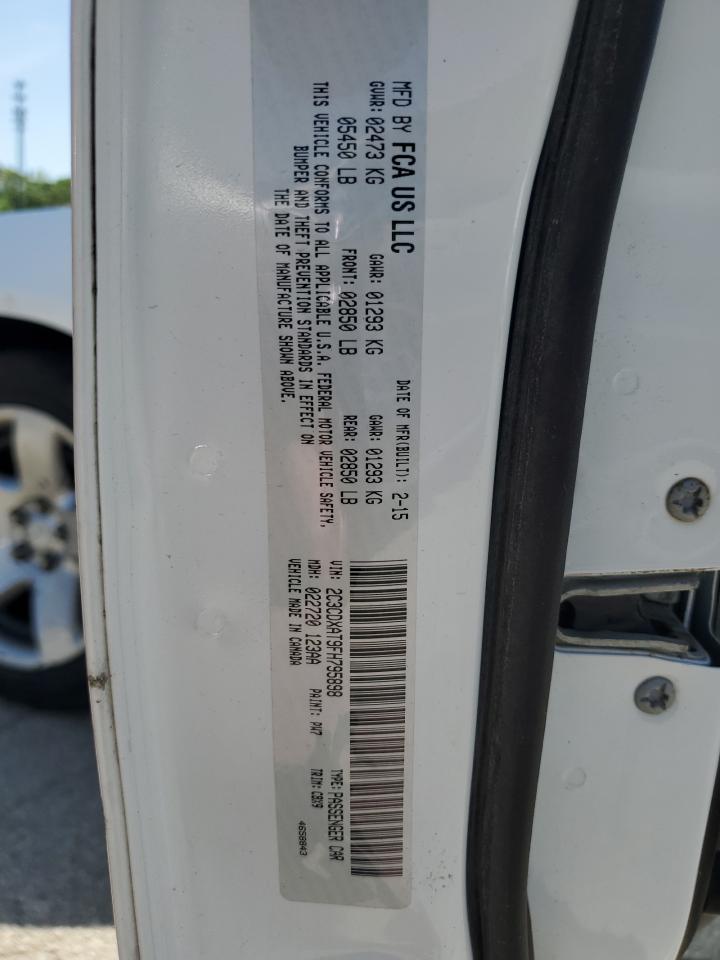 MFD BY FCA US LLC
DATE OF MFR(BUILT): 2-15
GVWR: 02473 KG GAWR: 01293 KG GAWR: 01293 KG
05450 LB FRONT: 02850 LB REAR: 02850 LB
THIS VEHICLE CONFORMS TO ALL APPLICABLE U.S.A. FEDERAL MOTOR VEHICLE SAFETY,
BUMPER AND THEFT PREVENTION STANDARDS IN EFFECT ON
THE DATE OF MANUFACTURE SHOWN ABOVE.
VIN: 2C3CDXAT9FH795898 TYPE: PASSENGER CAR
MDH: 022720 123AA PAINT: PW7 TRIM: CBX9
VEHICLE MADE IN CANADA
4658843